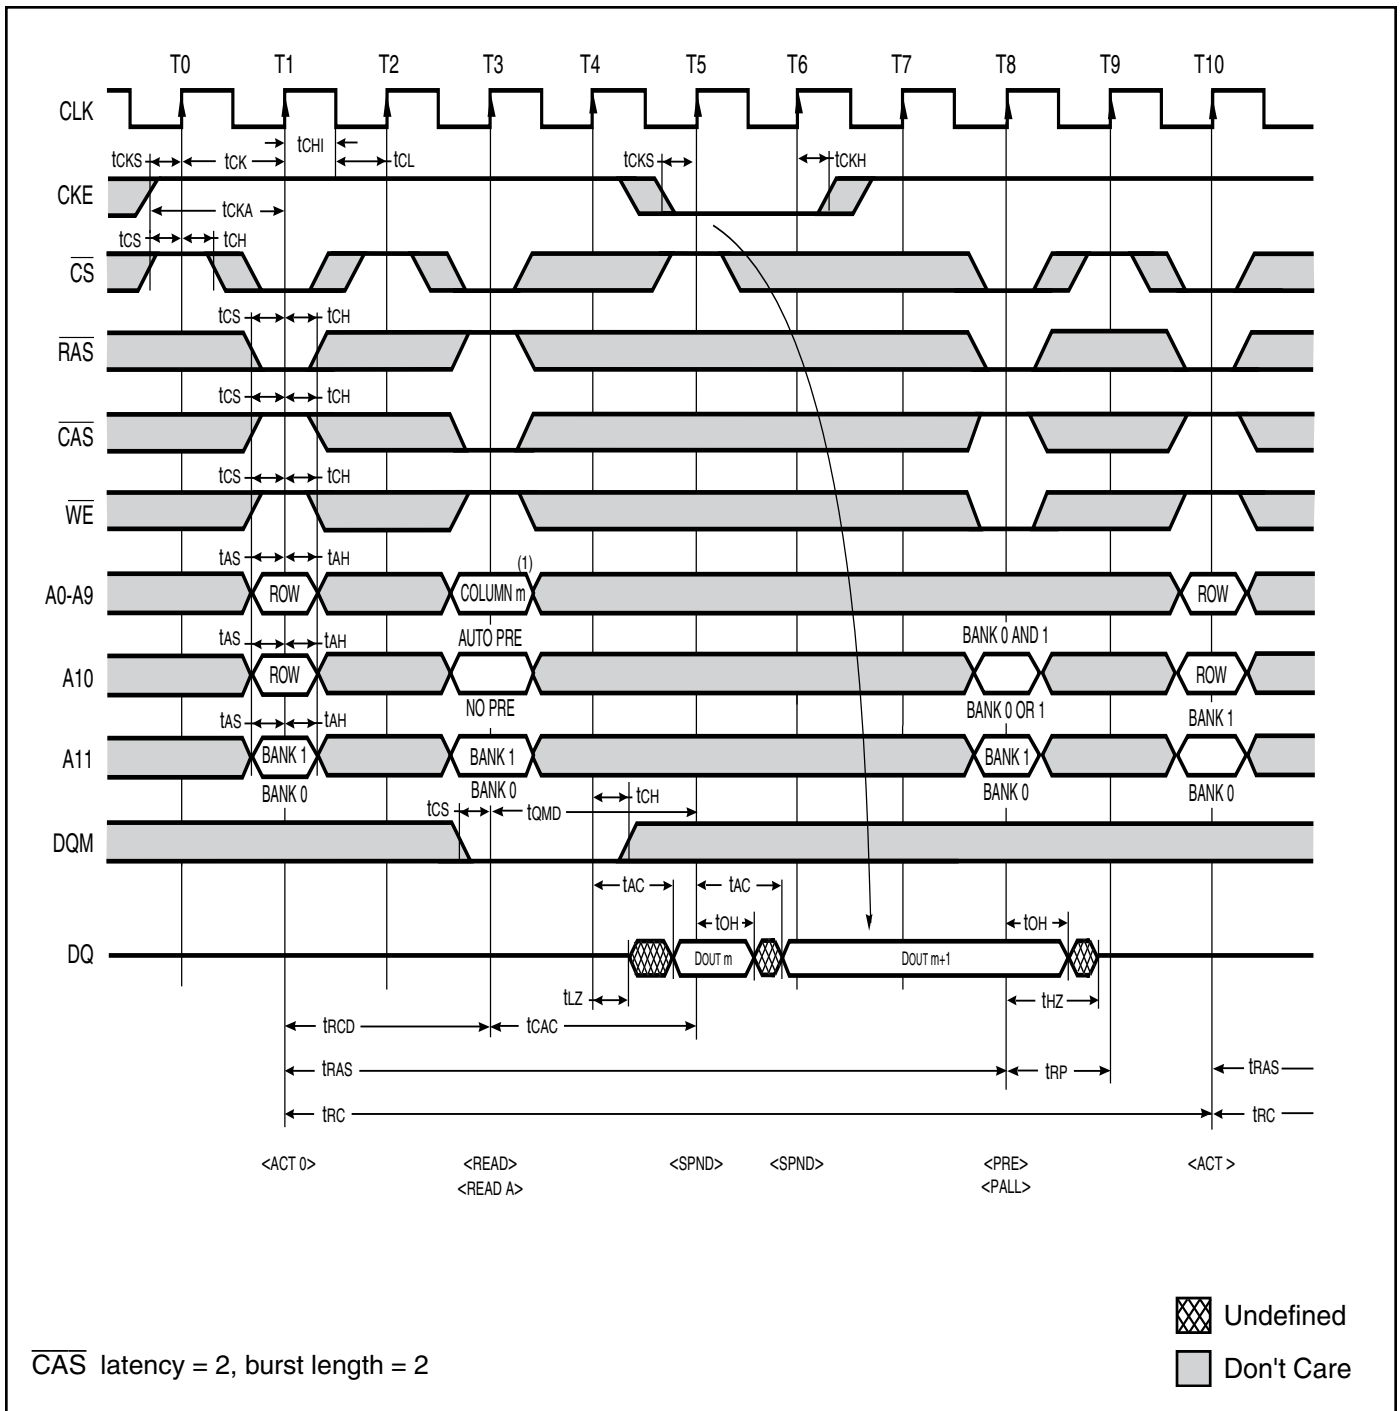 T0 T1 T2 T3 T4 T5 T6 T7 T8 T9 T10
CLK
tCHI
tCKS tCK tCL tCKS tCKH
CKE
tCKA
tCS tCH
CS
tCS tCH
RAS
tCS tCH
CAS
tCS tCH
WE
tAS tAH (1)
A0-A9 ROW COLUMN m ROW
tAS tAH AUTO PRE BANK 0 AND 1
A10 ROW ROW
NO PRE BANK 0 OR 1 BANK 1
tAS tAH
A11 BANK 1 BANK 1 BANK 1
BANK 0 BANK 0 BANK 0 BANK 0
tCS tQMD tCH
DQM
tAC tAC
tOH tOH
DQ DOUT m DOUT m+1
tLZ tHZ
tRCD tCAC
tRAS tRP tRAS
tRC tRC
<ACT 0> <READ> <SPND> <SPND> <PRE> <ACT >
<READ A> <PALL>
Undefined
CAS latency = 2, burst length = 2
Don't Care